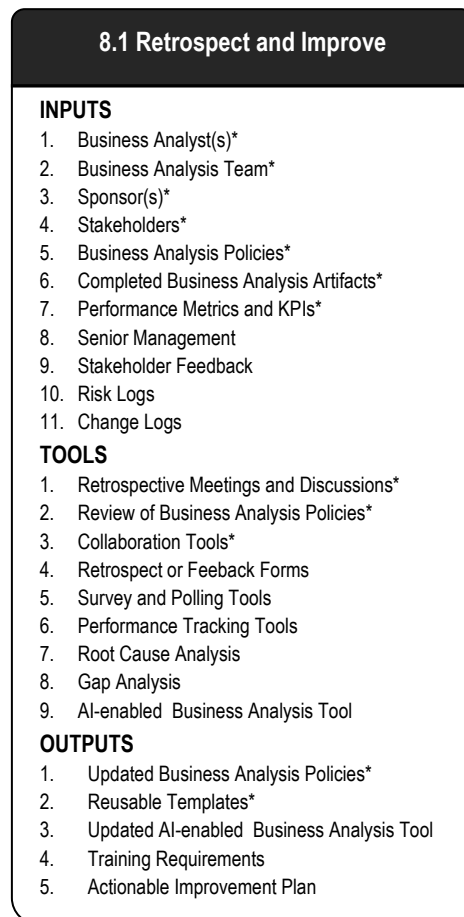 8.1 Retrospect and Improve
INPUTS
1. Business Analyst(s)*
2. Business Analysis Team*
3. Sponsor(s)*
4. Stakeholders*
5. Business Analysis Policies*
6. Completed Business Analysis Artifacts*
7. Performance Metrics and KPIs*
8. Senior Management
9. Stakeholder Feedback
10. Risk Logs
11. Change Logs
TOOLS
1. Retrospective Meetings and Discussions*
2. Review of Business Analysis Policies*
3. Collaboration Tools*
4. Retrospect or Feeback Forms
5. Survey and Polling Tools
6. Performance Tracking Tools
7. Root Cause Analysis
8. Gap Analysis
9. AI-enabled Business Analysis Tool
OUTPUTS
1. Updated Business Analysis Policies*
2. Reusable Templates*
3. Updated AI-enabled Business Analysis Tool
4. Training Requirements
5. Actionable Improvement Plan